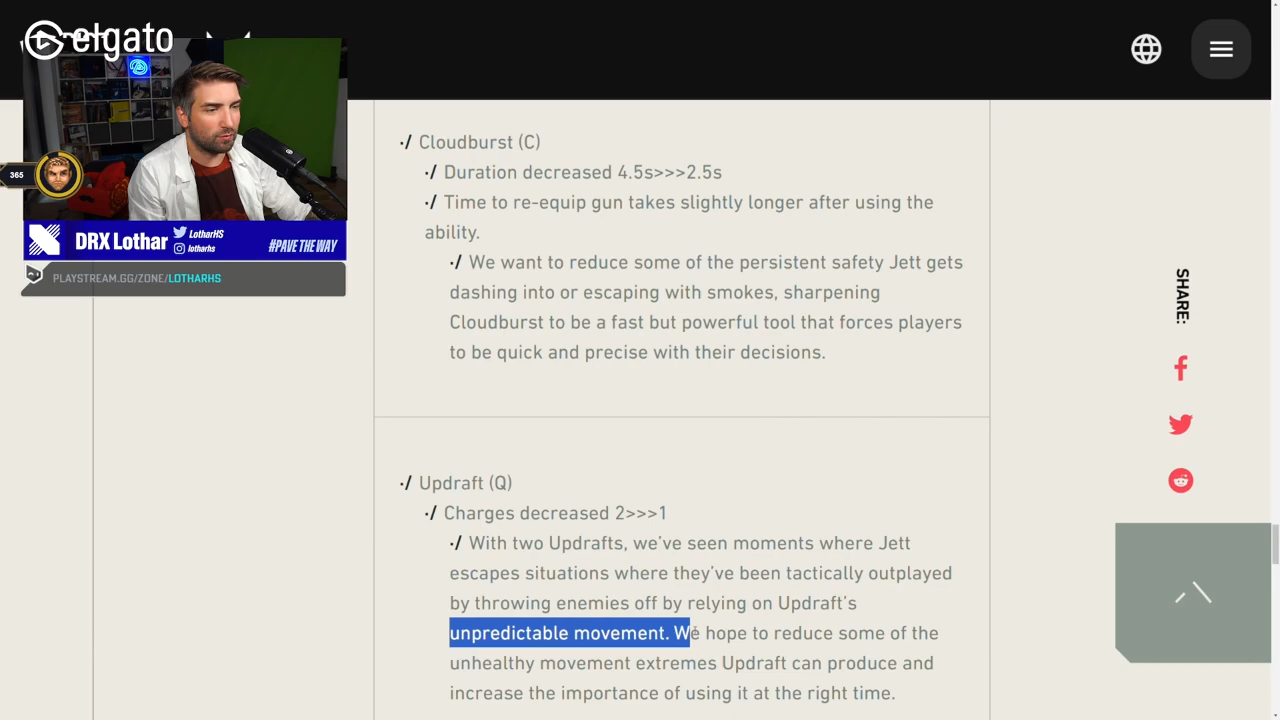 elgato
365
DRX Lothar
LotharHS
lotharhs
#PAVE THE WAY
PLAYSTREAM.GG/ZONE/LOTHARHS
·/ Cloudburst (C)
·/ Duration decreased 4.5s>>>2.5s
·/ Time to re-equip gun takes slightly longer after using the
ability.
·/ We want to reduce some of the persistent safety Jett gets
dashing into or escaping with smokes, sharpening
Cloudburst to be a fast but powerful tool that forces players
to be quick and precise with their decisions.
·/ Updraft (Q)
·/ Charges decreased 2>>>1
·/ With two Updrafts, we’ve seen moments where Jett
escapes situations where they’ve been tactically outplayed
by throwing enemies off by relying on Updraft’s
unpredictable movement. We hope to reduce some of the
unhealthy movement extremes Updraft can produce and
increase the importance of using it at the right time.
SHARE: